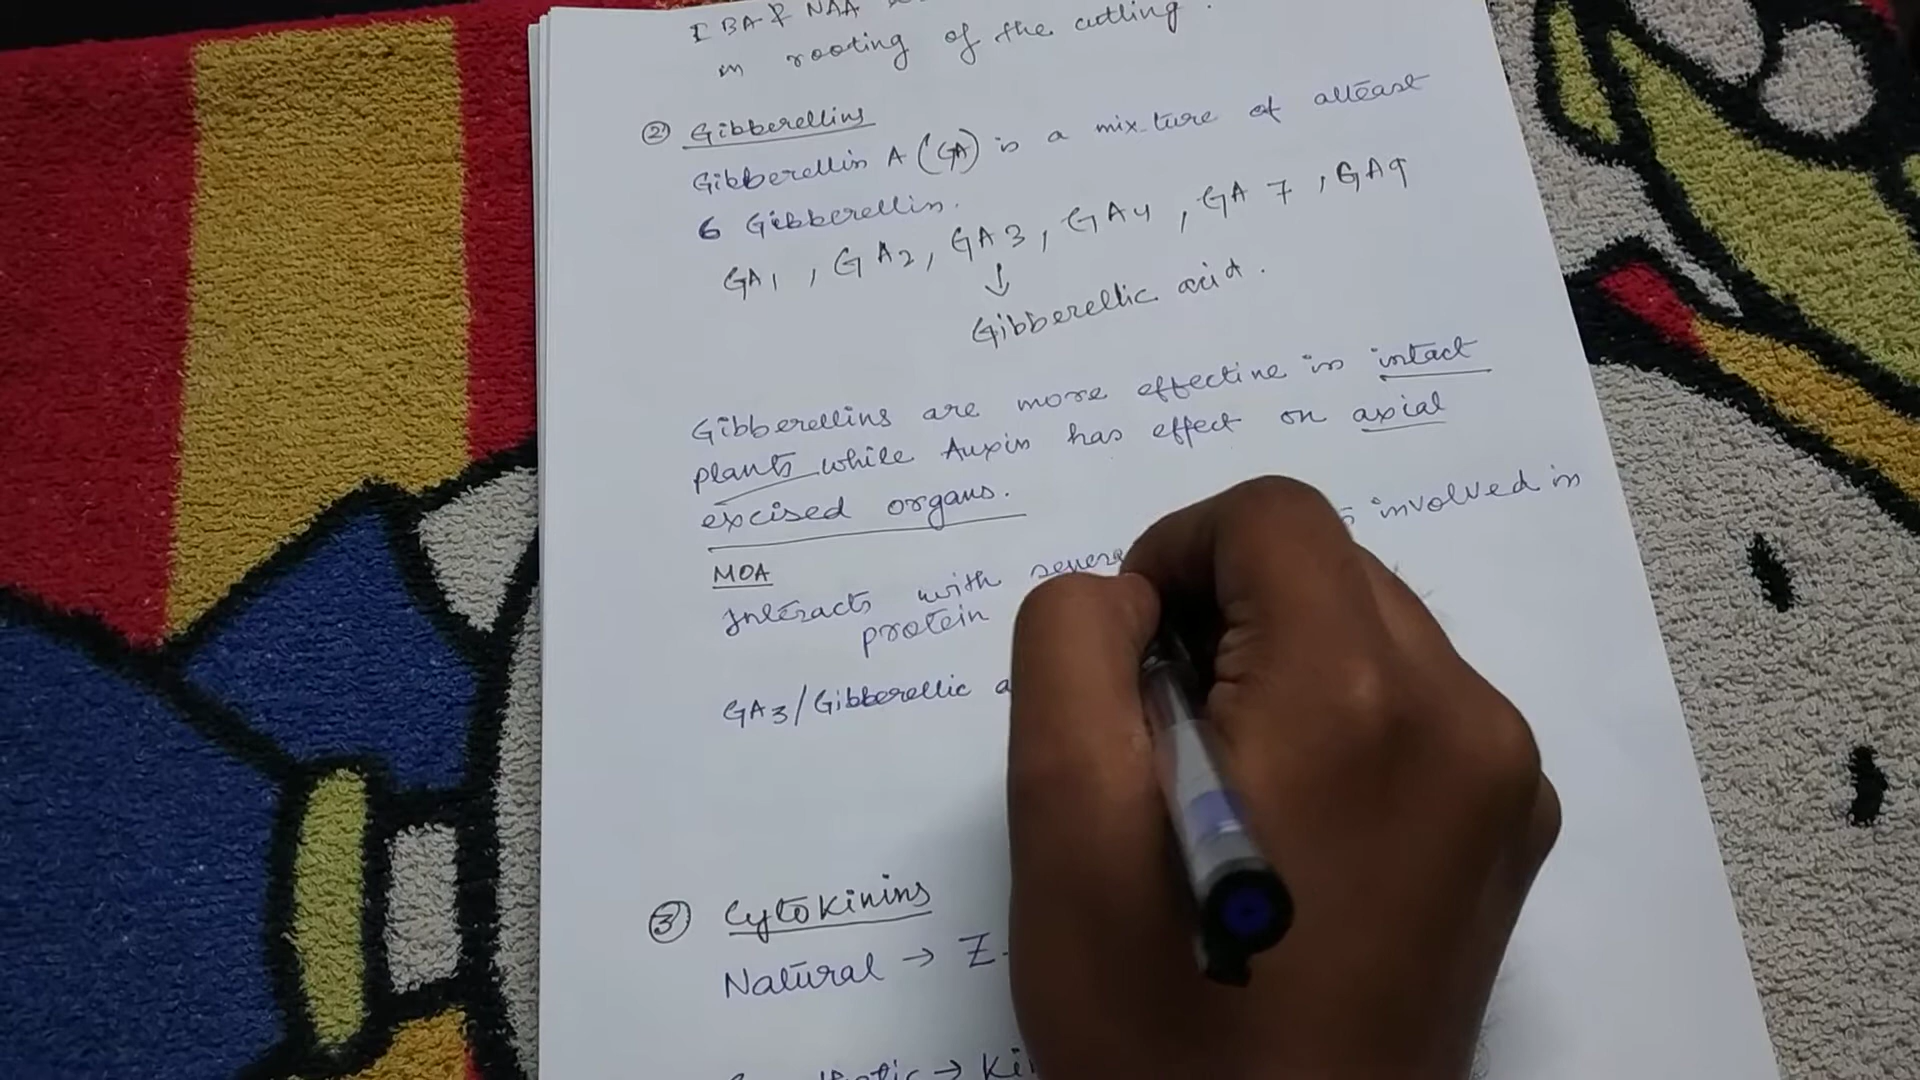 IBA & NAA
in rooting of the cutting.
② Gibberellins
Gibberellin A (GA) is a mixture of atleast
6 Gibberellin.
GA1, GA2, GA3, GA4, GA7, GA9
↓
Gibberellic acid.
Gibberellins are more effective in intact
plants while Auxin has effect on axial
excised organs.
MOA
involved in
Interacts with
protein
GA3/Gibberellic
③ Cytokinins
Natural → Z
→ Ki